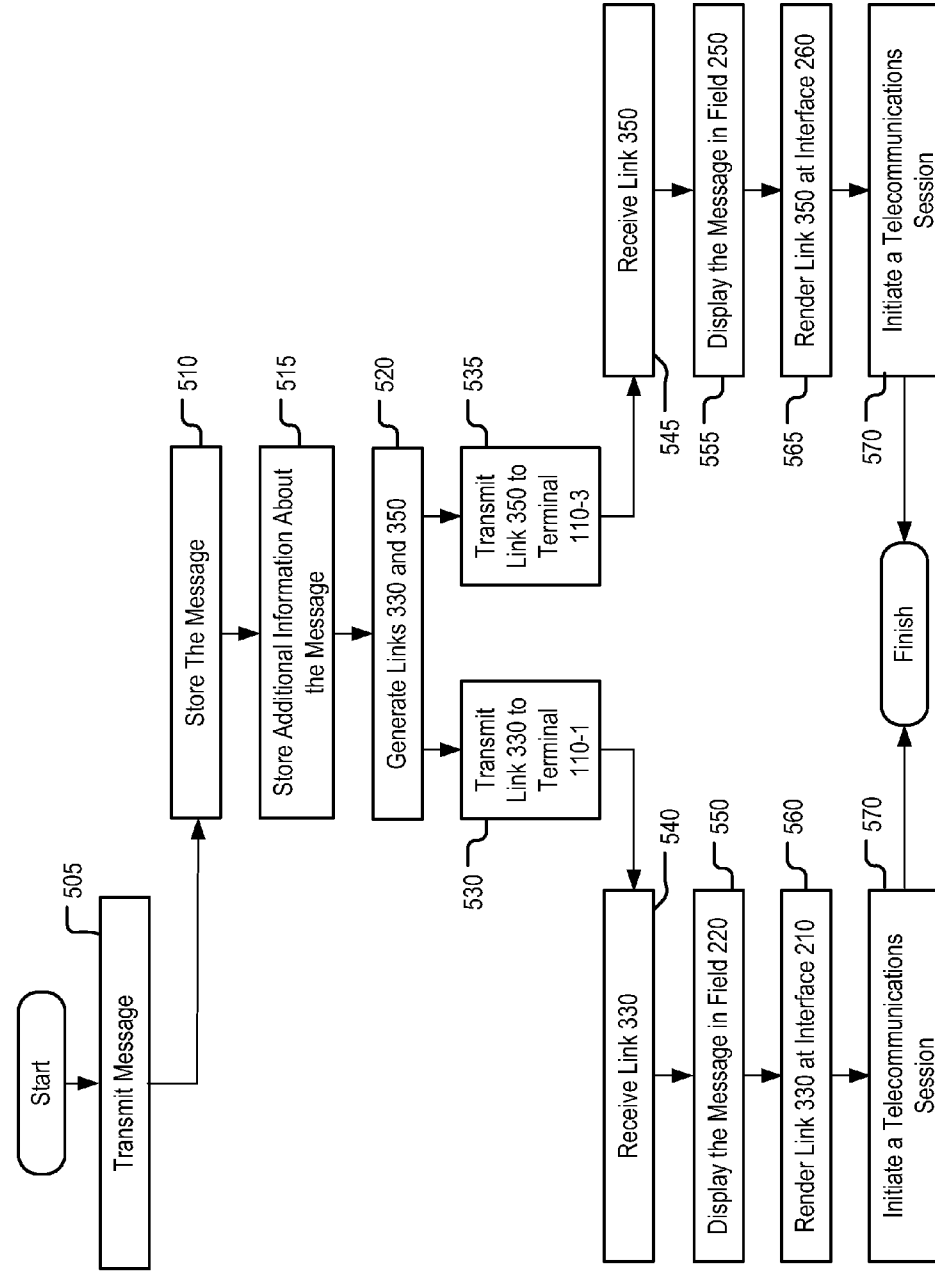 Start
505
Transmit Message
510
Store The Message
515
Store Additional Information About
the Message
520
Generate Links 330 and 350
530
Transmit
Link 330 to
Terminal
110-1
535
Transmit
Link 350 to
Terminal
110-3
540
Receive Link 330
550
Display the Message in Field 220
560
Render Link 330 at Interface 210
570
Initiate a Telecommunications
Session
545
Receive Link 350
555
Display the Message in Field 250
565
Render Link 350 at Interface 260
570
Initiate a Telecommunications
Session
Finish